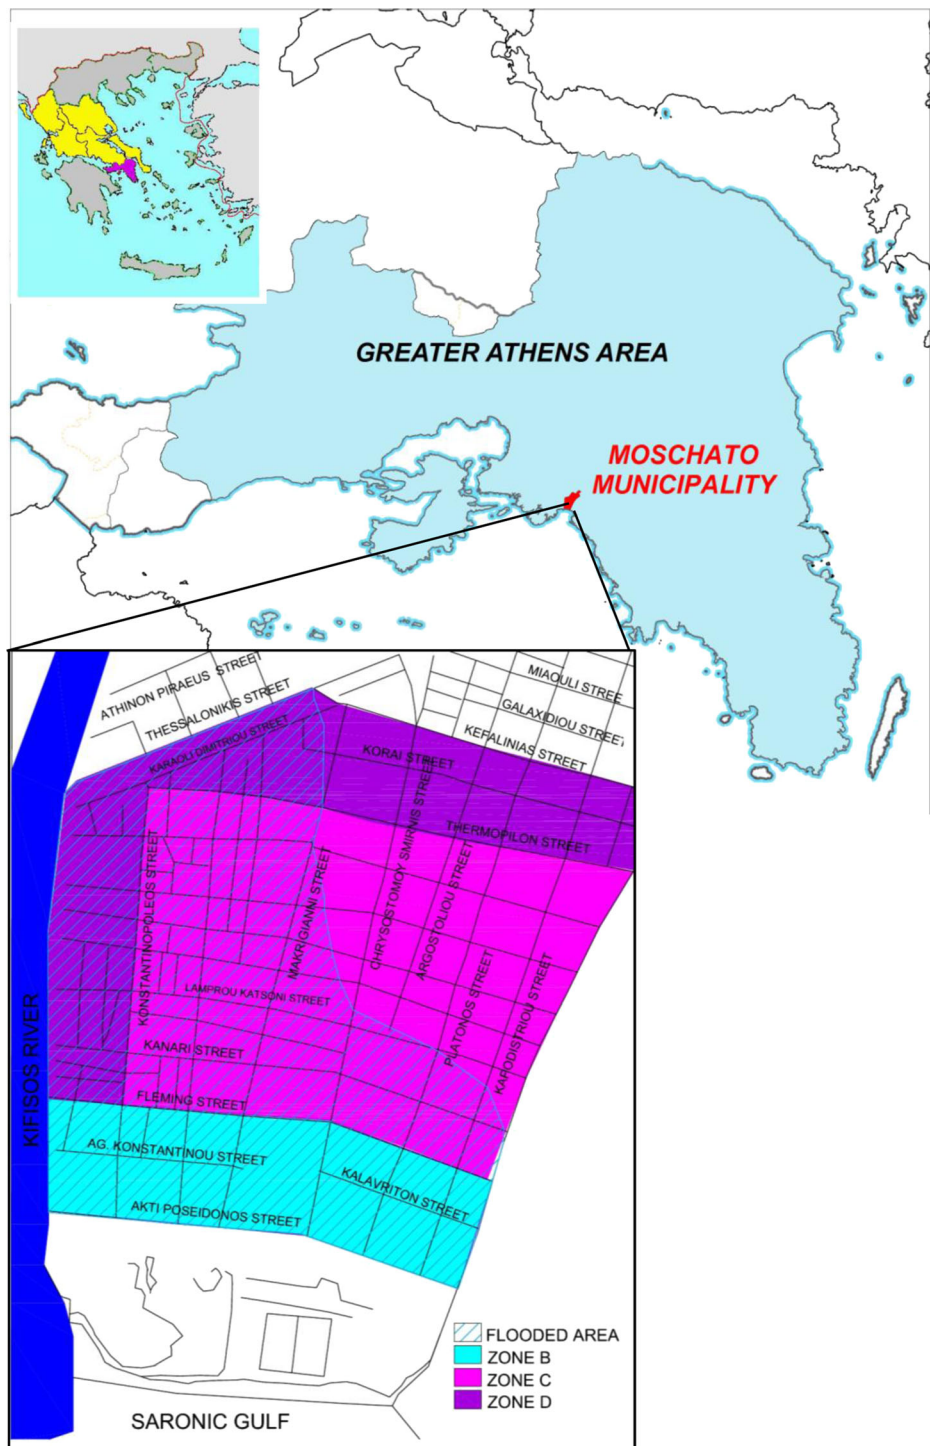 GREATER ATHENS AREA
MOSCHATO
MUNICIPALITY
ATHINON PIRAEUS STREET
THESSALONIKIS STREET
KARAOLI DIMITRIOU STREET
MIAOULI STREE
GALAXIDIOU STREET
KEFALINIAS STREET
KORAI STREET
THERMOPILON STREET
KONSTANTINOPOLEOS STREET
MAKRIGIANNI STREET
CHRYSOSTOMOY SMIRNIS STREET
ARGOSTOLIOU STREET
PLATONOS STREET
KAPODISTRIOU STREET
LAMPROU KATSONI STREET
KANARI STREET
FLEMING STREET
AG. KONSTANTINOU STREET
KALAVRITON STREET
AKTI POSEIDONOS STREET
KIFISOS RIVER
SARONIC GULF
FLOODED AREA
ZONE B
ZONE C
ZONE D